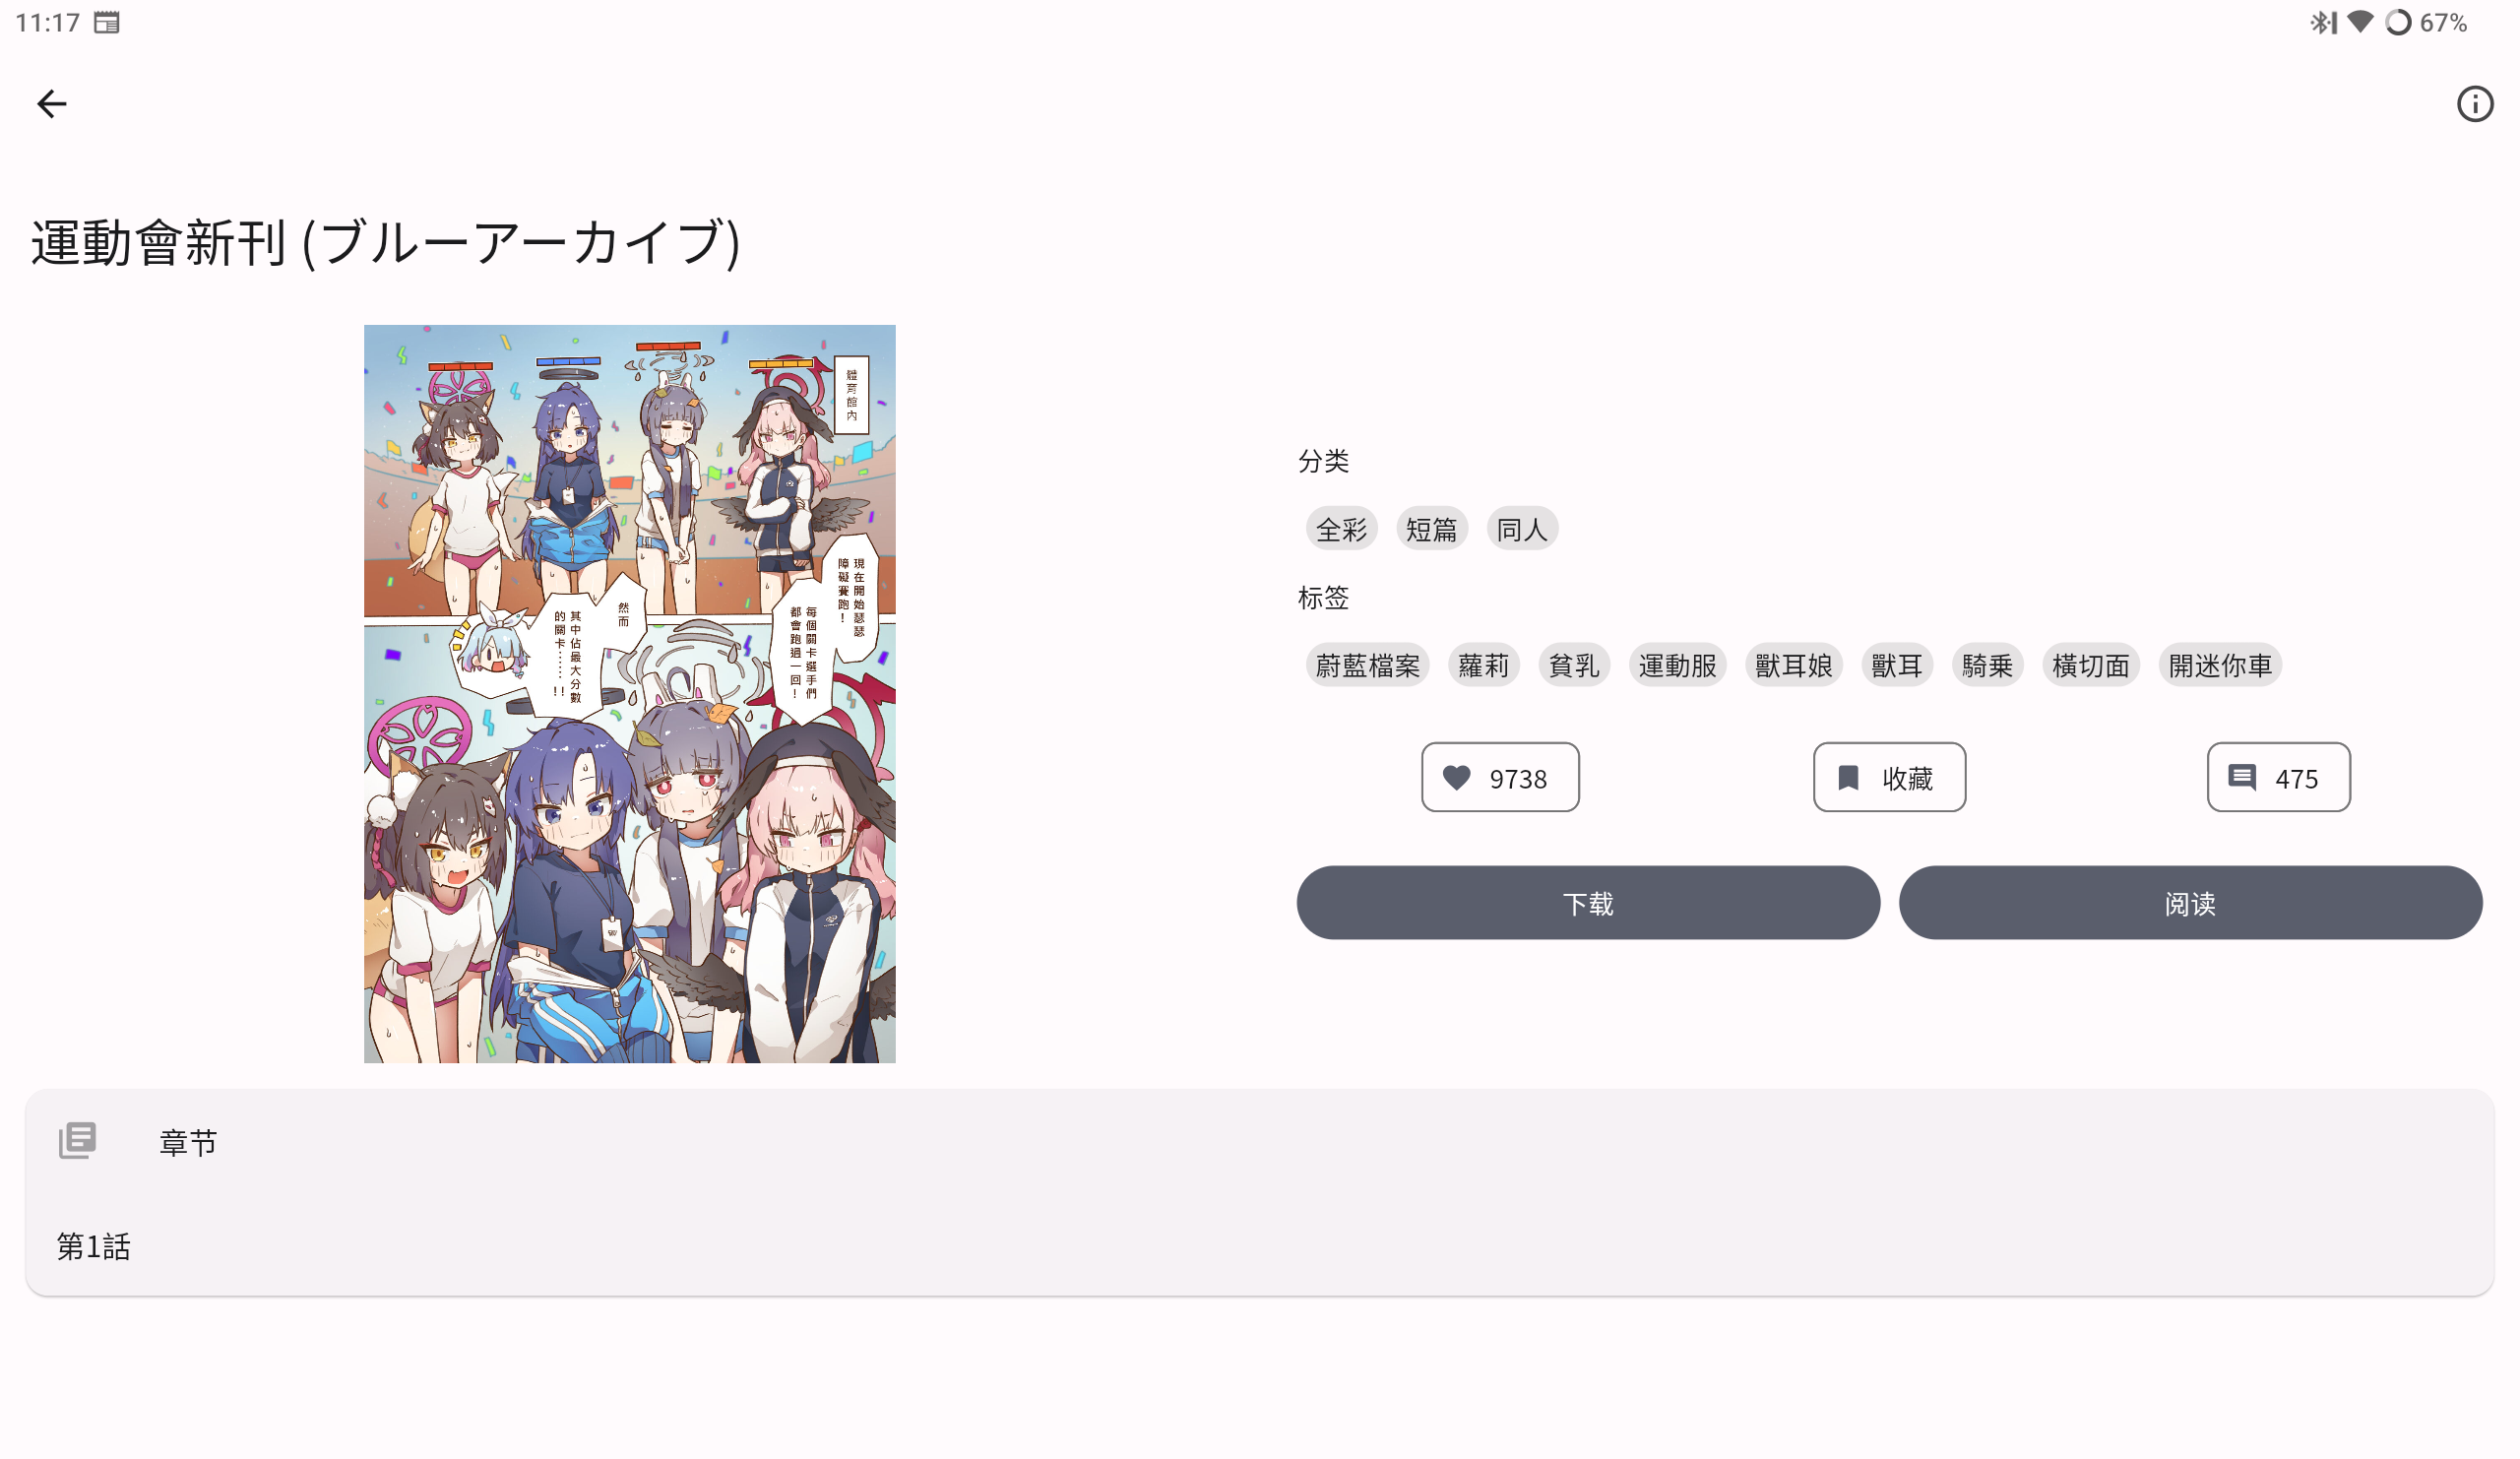 11:17
67%
運動會新刊 (ブルーアーカイブ)
體育館內
現在開始瑟瑟
障礙賽跑！
每個關卡選手們
都會跑過一回！
然而
其中佔最大分數
的關卡……!!
分类
全彩 短篇 同人
标签
蔚藍檔案 蘿莉 貧乳 運動服 獸耳娘 獸耳 騎乗 橫切面 開迷你車
9738 收藏 475
下载 阅读
章节
第1話